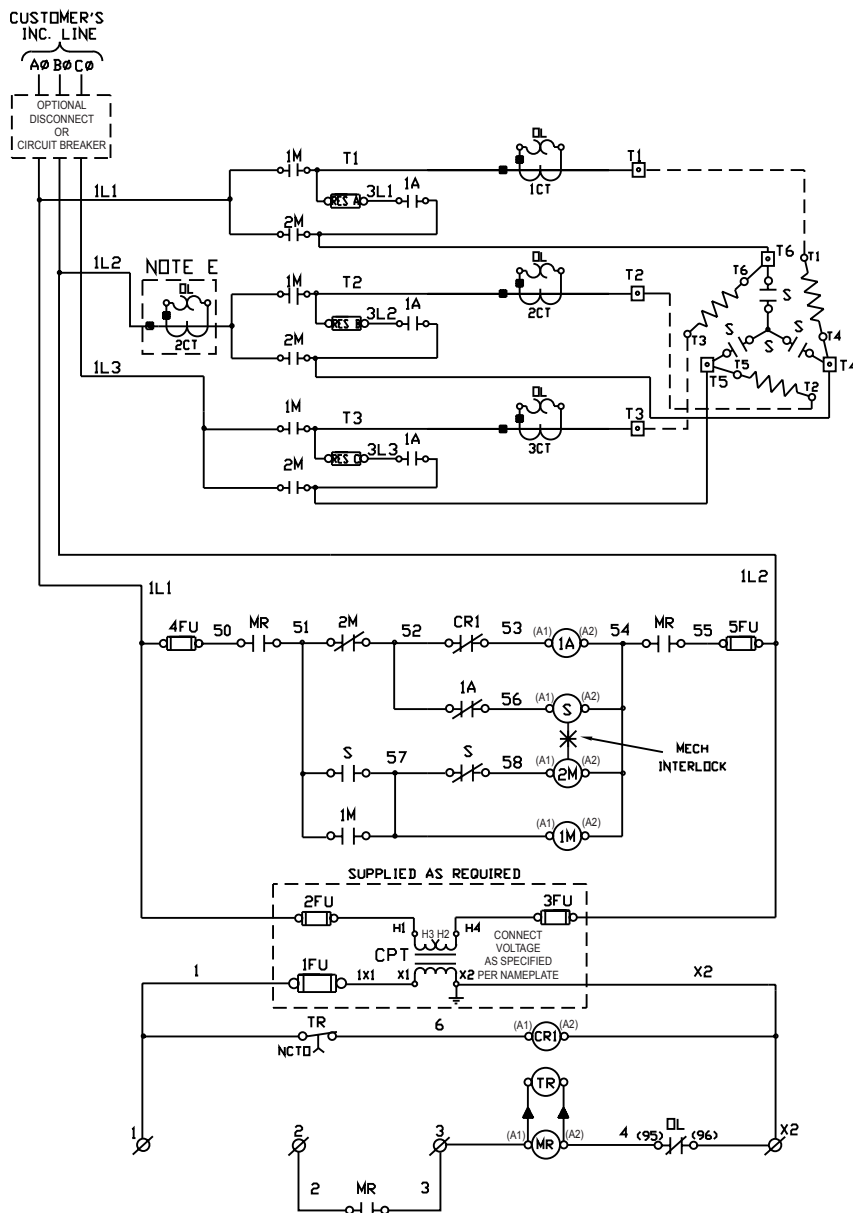 CUSTOMER'S
INC. LINE
AØ BØ CØ
OPTIONAL
DISCONNECT
OR
CIRCUIT BREAKER
1L1
1M
T1
OL
1CT
T1
RES A
3L1
1A
2M
1L2
NOTE E
OL
2CT
1M
T2
OL
2CT
T2
RES B
3L2
1A
2M
1L3
1M
T3
OL
3CT
T3
RES C
3L3
1A
2M
T6
T1
T6
S
T3
S
S
T4
T4
T5
T5
T2
1L1
1L2
4FU
50
MR
51
2M
52
CR1
53
(A1)
1A
(A2)
54
MR
55
5FU
1A
56
(A1)
S
(A2)
MECH
INTERLOCK
S
57
S
58
(A1)
2M
(A2)
1M
(A1)
1M
(A2)
SUPPLIED AS REQUIRED
2FU
3FU
H1
H3 H2
H4
CONNECT
VOLTAGE
AS SPECIFIED
PER NAMEPLATE
CPT
1
1FU
1X1
X1
X2
X2
TR
NCTO
6
(A1)
CR1
(A2)
TR
1
2
3
(A1)
MR
(A2)
4
(95)
OL
(96)
X2
2
MR
3